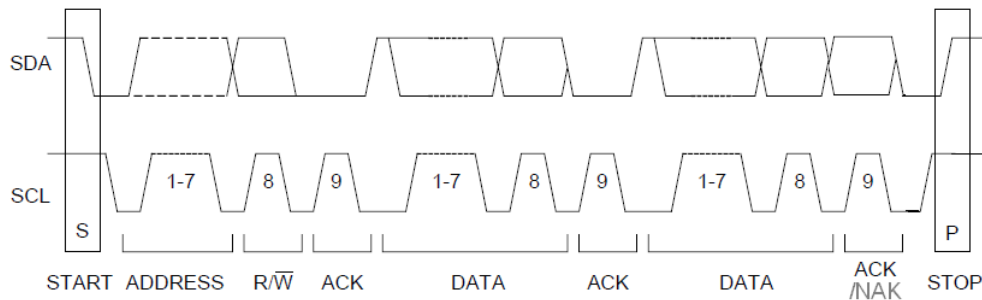 SDA
SCL
1-7 8 9 1-7 8 9 1-7 8 9
S P
START ADDRESS R/W̅ ACK DATA ACK DATA ACK /NAK STOP